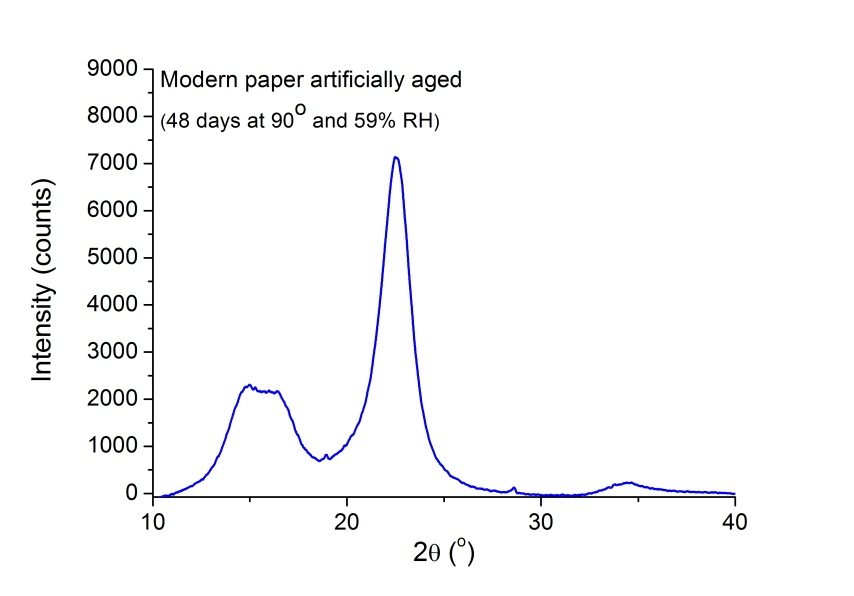 Modern paper artificially aged
(48 days at 90° and 59% RH)
9000
8000
7000
6000
5000
4000
3000
2000
1000
0
Intensity (counts)
10 20 30 40
2θ (°)